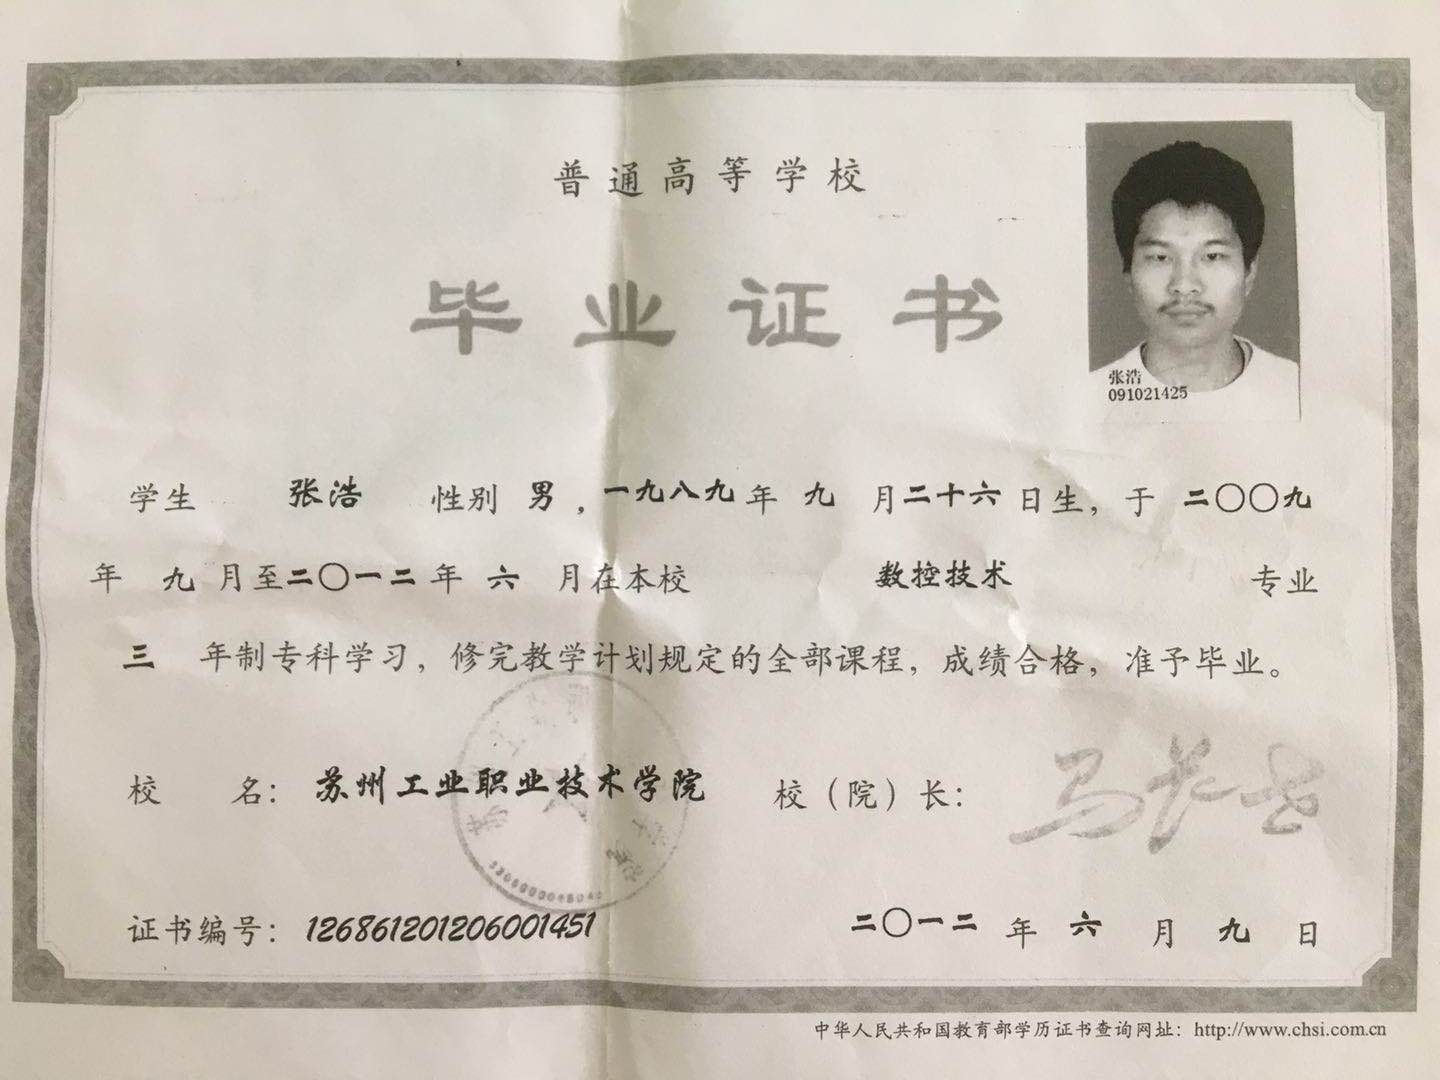 普通高等学校
毕业证书
张浩
091021425
学生 张浩 性别 男，一九八九年 九 月二十六日生，于 二〇〇九
年 九 月至二〇一二年 六 月在本校 数控技术 专业
三 年制专科学习，修完教学计划规定的全部课程，成绩合格，准予毕业。
校 名：苏州工业职业技术学院 校（院）长：
证书编号：126861201206001451 二〇一二 年 六 月 九 日
中华人民共和国教育部学历证书查询网址：http://www.chsi.com.cn